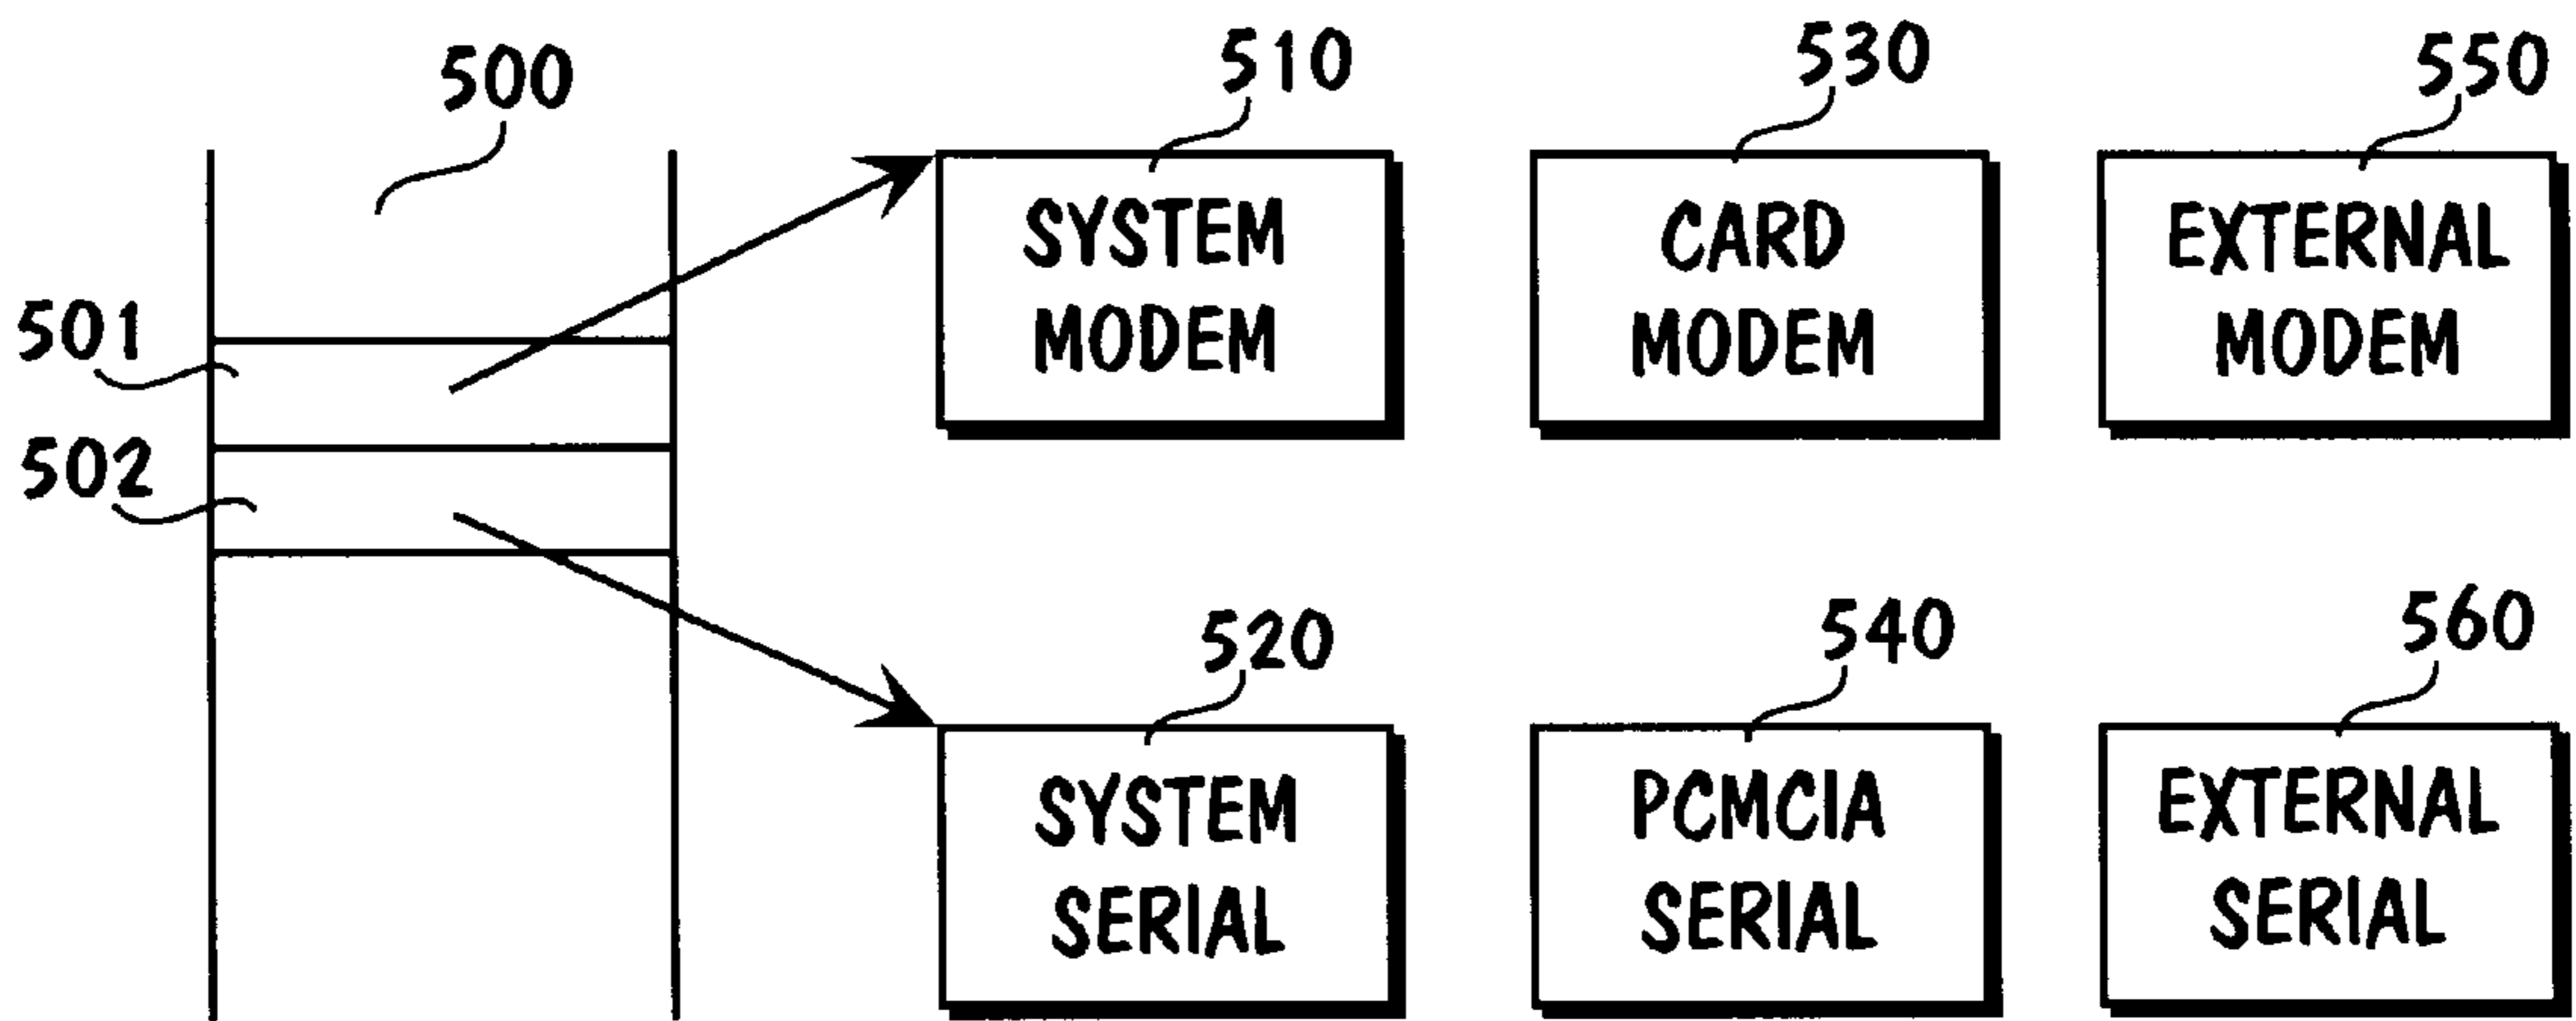 500
510
530
550
SYSTEM
MODEM
CARD
MODEM
EXTERNAL
MODEM
501
502
520
540
560
SYSTEM
SERIAL
PCMCIA
SERIAL
EXTERNAL
SERIAL